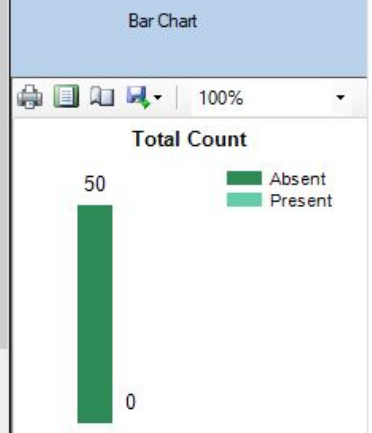 Bar Chart
100%
Total Count
50
Absent
Present
0